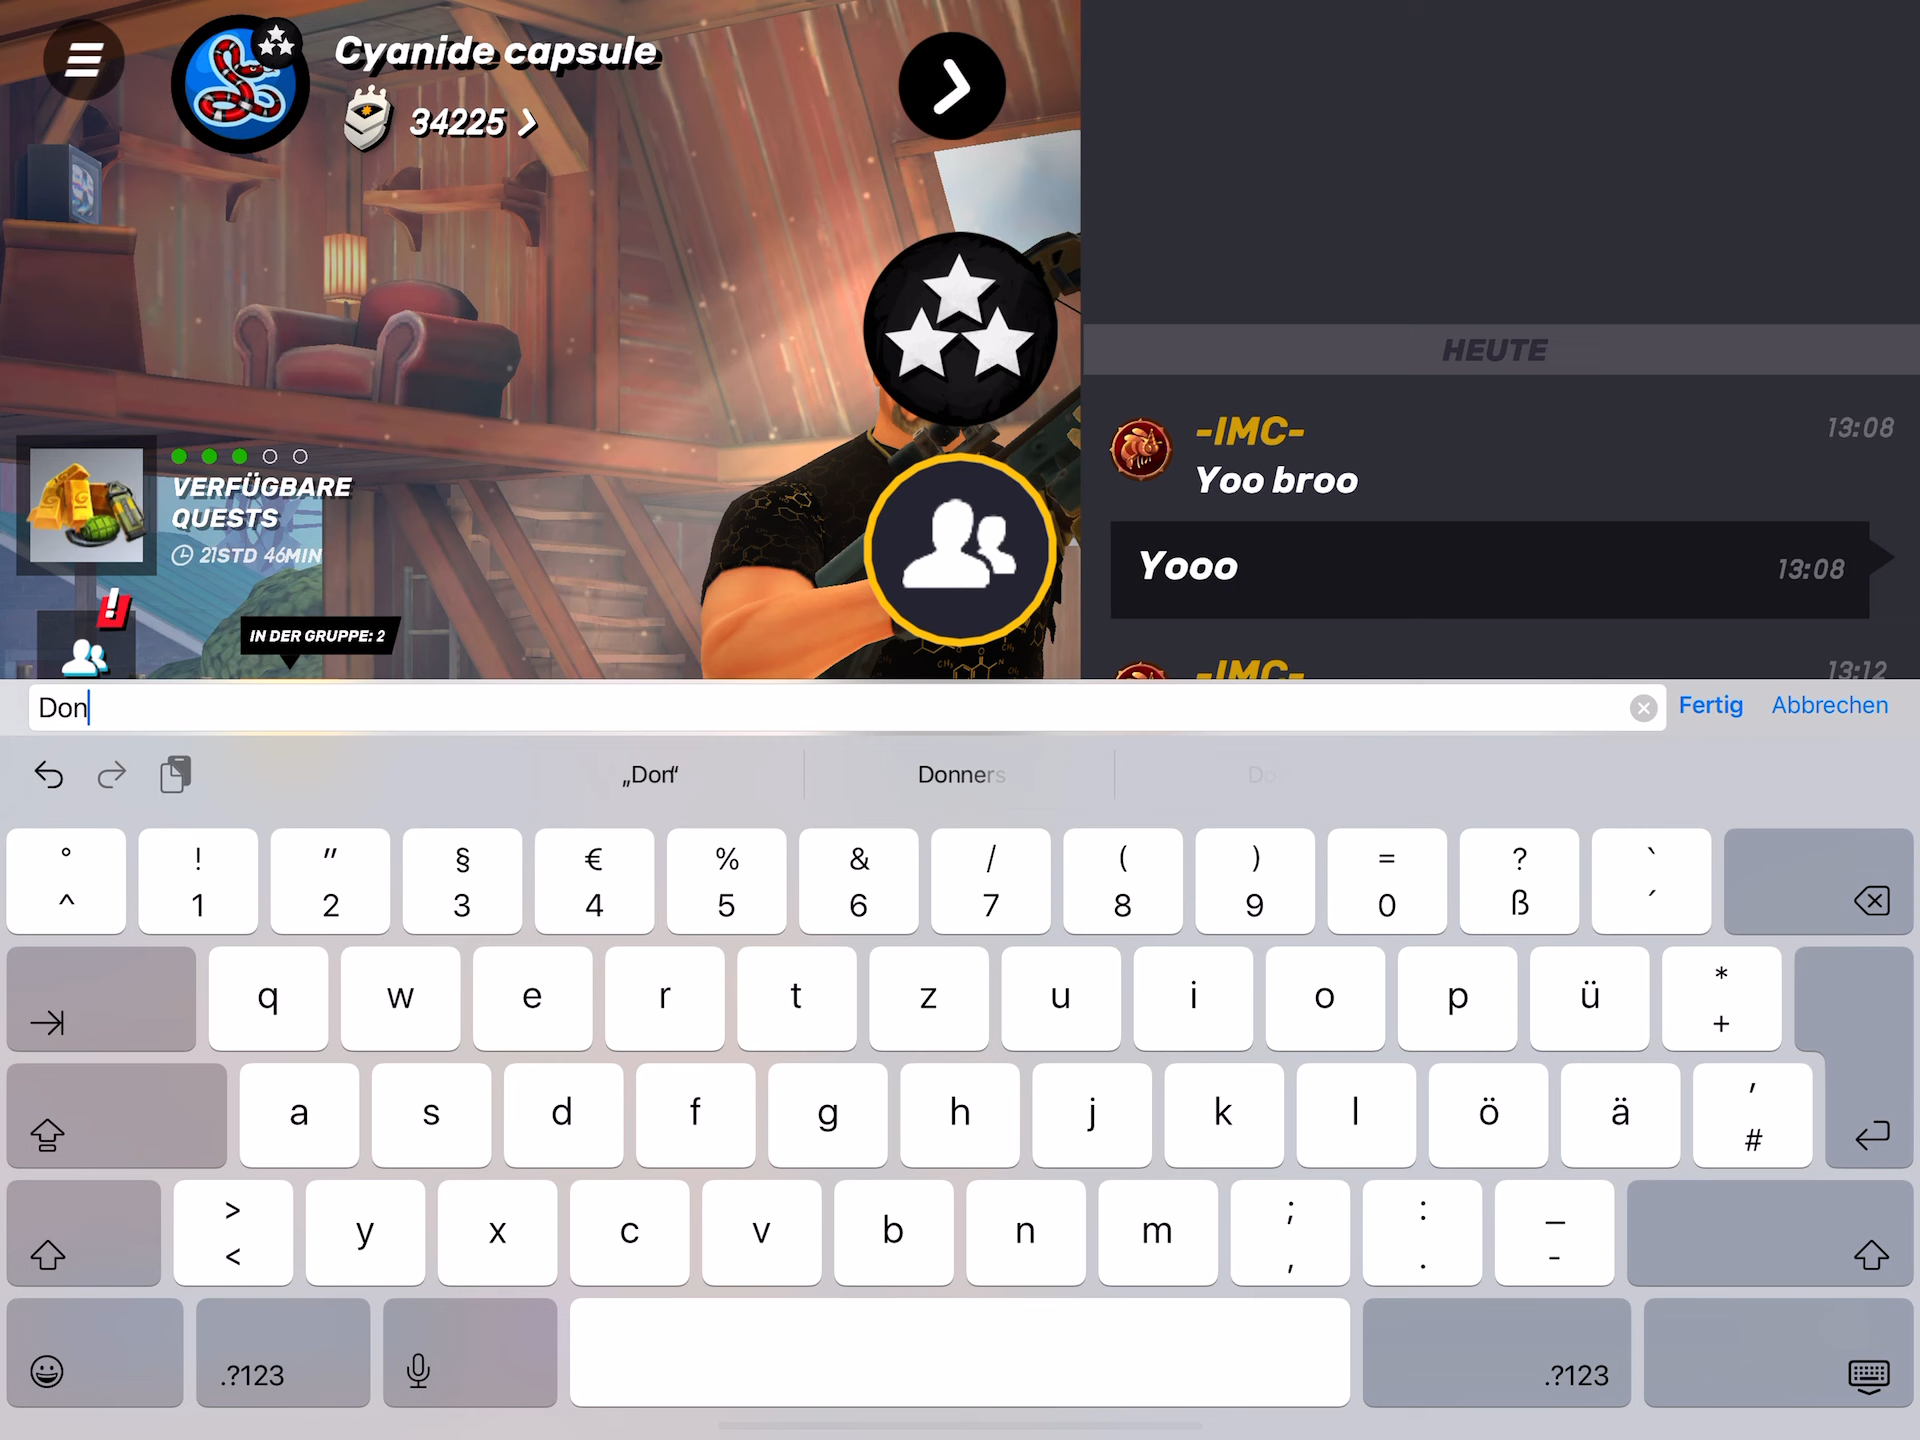 Cyanide capsule
34225
VERFÜGBARE
QUESTS
21STD 46MIN
!
IN DER GRUPPE: 2
HEUTE
-IMC- 13:08
Yoo broo
Yooo 13:08
-IMC- 13:12
Don Fertig Abbrechen
„Don“ Donners
° ! " § € % & / ( ) = ? `
^ 1 2 3 4 5 6 7 8 9 0 ß ´
q w e r t z u i o p ü * +
a s d f g h j k l ö ä ' #
> < y x c v b n m ; , : . _ -
.?123 .?123